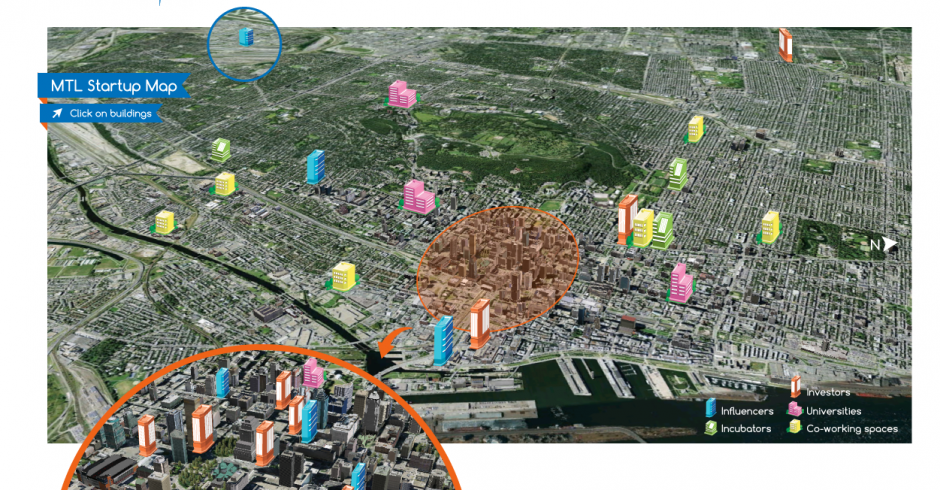 MTL Startup Map
Click on buildings
N
Investors
Influencers
Universities
Incubators
Co-working spaces